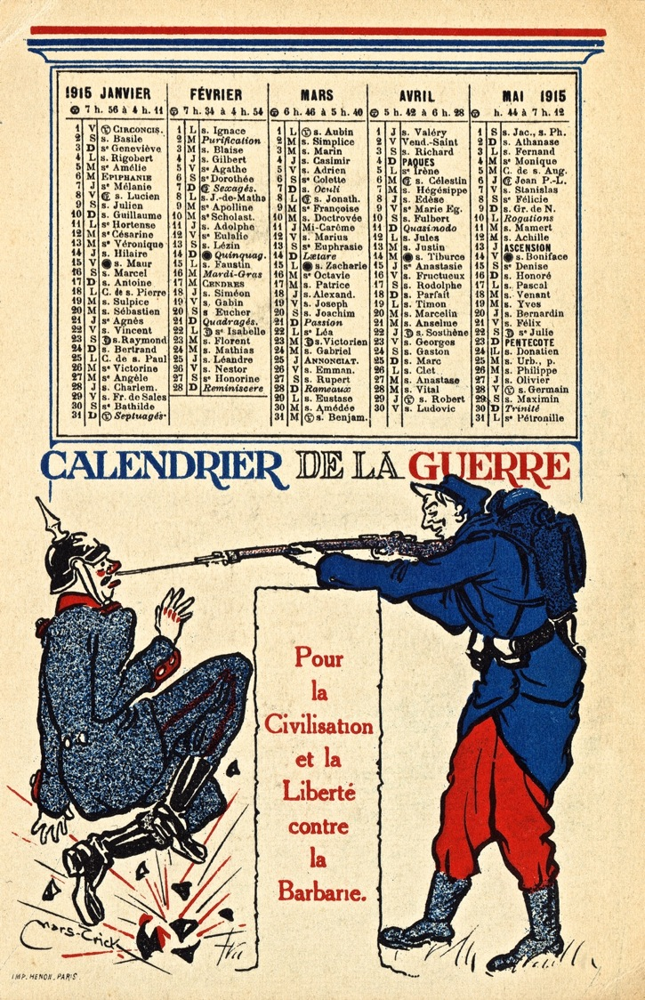 1915 JANVIER
7 h. 56 à 4 h. 11
1 V CIRCONCIS.
2 S s. Basile
3 D se Geneviève
4 L s. Rigobert
5 M se Amélie
6 M EPIPHANIE
7 J se Mélanie
8 V s. Lucien
9 S s. Julien
10 D s. Guillaume
11 L se Hortense
12 M se Césarine
13 M se Véronique
14 J s. Hilaire
15 V s. Maur
16 S s. Marcel
17 D s. Antoine
18 L C. de s. Pierre
19 M s. Sulpice
20 M s. Sébastien
21 J se Agnès
22 V s. Vincent
23 S s. Raymond
24 D s. Bertrand
25 L C. de s. Paul
26 M se Victorine
27 M se Angèle
28 J s. Charlem.
29 V s. Fr. de Sales
30 S se Bathilde
31 D Septuagés.
FÉVRIER
7 h. 34 à 4 h. 54
1 L s. Ignace
2 M Purification
3 M s. Blaise
4 J s. Gilbert
5 V se Agathe
6 S se Dorothée
7 D Sexagés.
8 L s. J.-de-Matha
9 M se Apolline
10 M se Scholast.
11 J s. Adolphe
12 V se Eulalie
13 S s. Lézin
14 D Quinquag.
15 L s. Faustin
16 M Mardi-Gras
17 M CENDRES
18 J s. Siméon
19 V s. Gabin
20 S s Eucher
21 D Quadragés.
22 L se Isabelle
23 M s. Florent
24 M s. Mathias
25 J s. Léandre
26 V s. Nestor
27 S se Honorine
28 D Reminiscere
MARS
6 h. 46 à 5 h. 40
1 L s. Aubin
2 M s. Simplice
3 M s. Marin
4 J s. Casimir
5 V s. Adrien
6 S se Colette
7 D s. Oculi
8 L s. Jonath.
9 M se Françoise
10 M s. Doctrovée
11 J Mi-Carême
12 V s. Marius
13 S se Euphrasie
14 D Lætare
15 L s. Zacharie
16 M se Octavie
17 M s. Patrice
18 J s. Alexand.
19 V s. Joseph
20 S s. Joachim
21 D Passion
22 L se Léa
23 M s. Victorien
24 M s. Gabriel
25 J ANNONCIAT.
26 V s. Emman.
27 S s. Rupert
28 D Rameaux
29 L s. Eustase
30 M s. Amédée
31 M s. Benjam.
AVRIL
5 h. 42 à 6 h. 28
1 J s. Valéry
2 V Vend.-Saint
3 S s. Richard
4 D PAQUES
5 L se Irène
6 M s. Célestin
7 M s. Hégésippe
8 J s. Edèse
9 V se Marie Eg.
10 S s. Fulbert
11 D Quasimodo
12 L s. Jules
13 M s. Justin
14 M s. Tiburce
15 J s. Anastasie
16 V s. Fructueux
17 S s. Rodolphe
18 D s. Parfait
19 L s. Timon
20 M s. Marcelin
21 M s. Anselme
22 J s. Sosthène
23 V s. Georges
24 S s. Gaston
25 D s. Marc
26 L s. Clet
27 M s. Anastase
28 M s. Vital
29 J s. Robert
30 V s. Ludovic
MAI 1915
h. 44 à 7 h. 12
1 S s. Jac., s. Ph.
2 D s. Athanase
3 L s. Fernand
4 M se Monique
5 M C. de s. Aug.
6 J s. Jean P.-L.
7 V s. Stanislas
8 S se Félicie
9 D s. Gr. de N.
10 L Rogations
11 M s. Mamert
12 M s. Achille
13 J ASCENSION
14 V s. Boniface
15 S se Denise
16 D s. Honoré
17 L s. Pascal
18 M s. Venant
19 M s. Yves
20 J s. Bernardin
21 V s. Félix
22 S se Julie
23 D PENTECOTE
24 L s. Donatien
25 M s. Urb., p.
26 M s. Philippe
27 J s. Olivier
28 V s. Germain
29 S s. Maximin
30 D Trinité
31 L se Pétronille
CALENDRIER DE LA GUERRE
Pour
la
Civilisation
et la
Liberté
contre
la
Barbarie.
Mars-Trick
IMP. HENON, PARIS